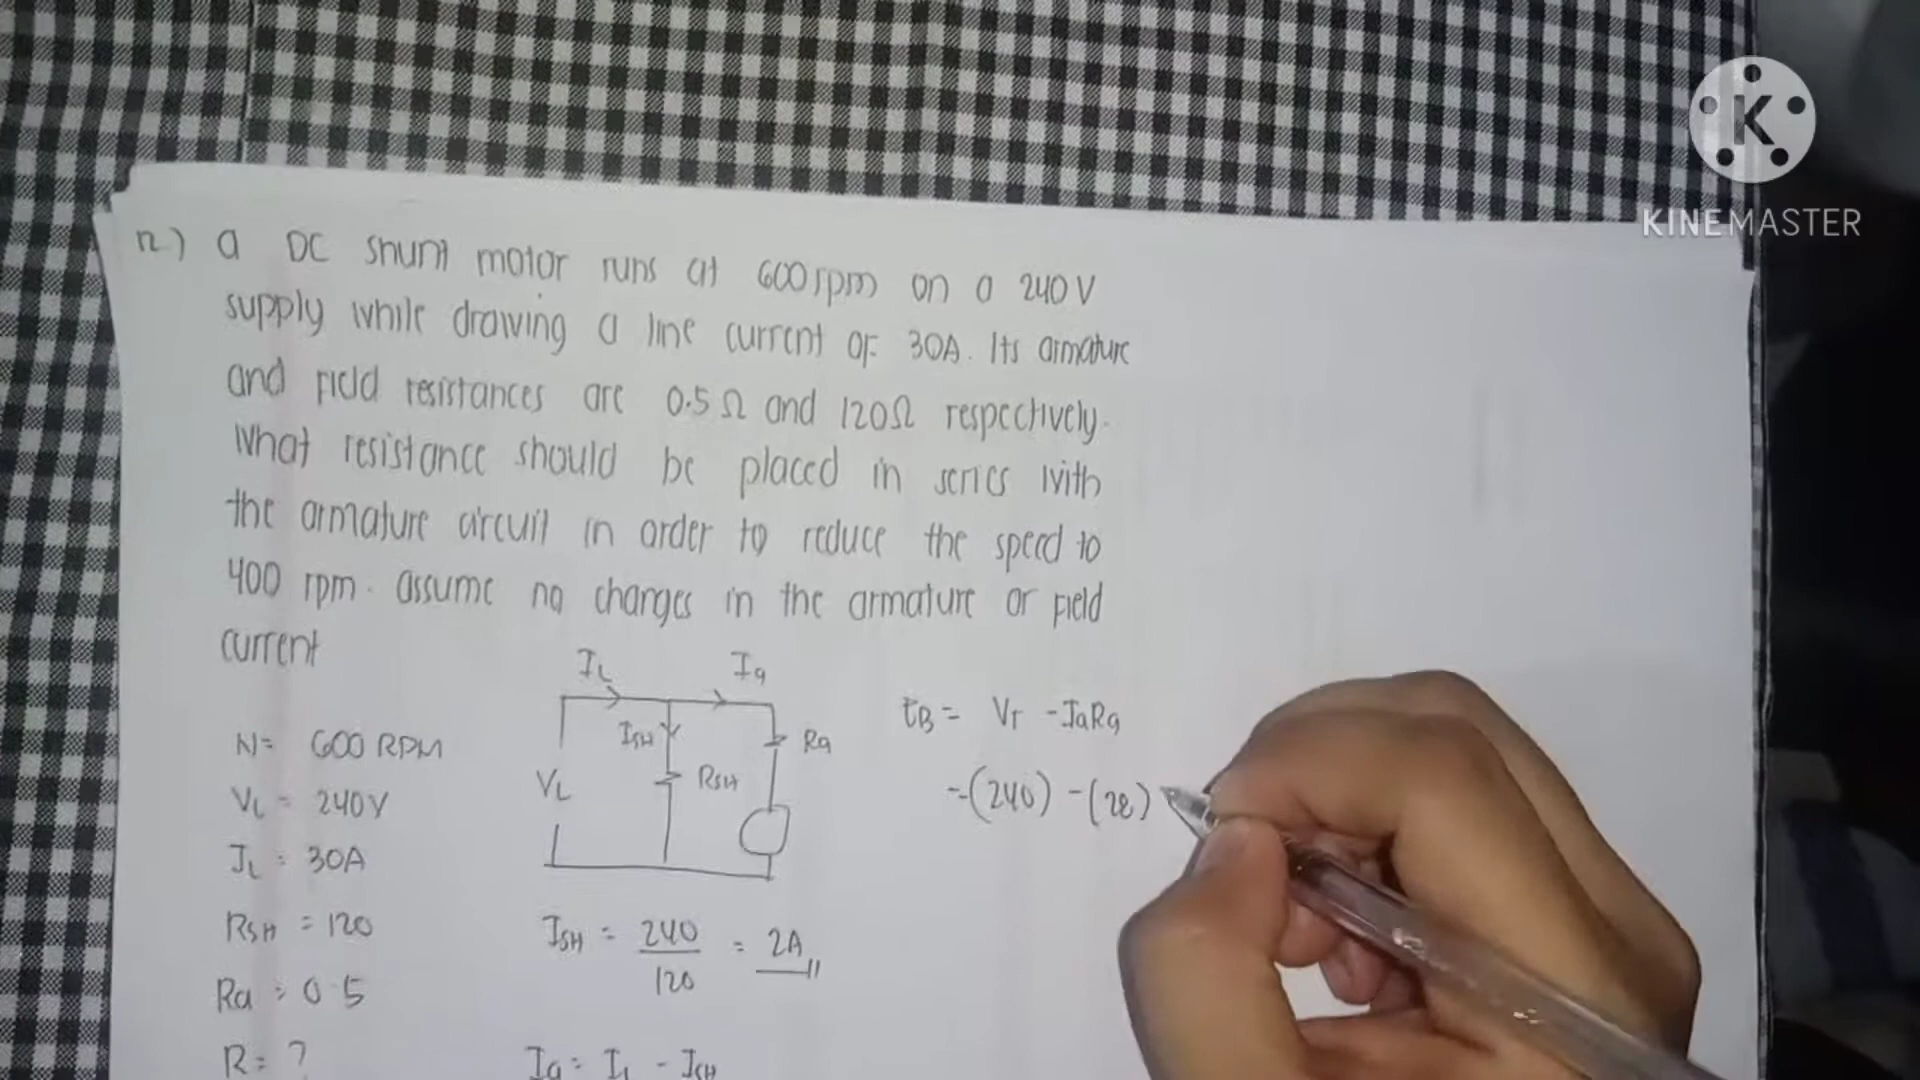 K
KINEMASTER
12) a DC shunt motor runs at 600rpm on a 240V
supply while drawing a line current of 30A. Its armature
and field resistances are 0.5Ω and 120Ω respectively.
What resistance should be placed in series with
the armature circuit in order to reduce the speed to
400 rpm. assume no changes in the armature or field
current
IL Ia
ISH Ra
VL RSH
N= 600 RPM
VL = 240V
IL = 30A
RSH = 120
Ra = 0.5
R = ?
ISH = 240/120 = 2A
Ia = IL - ISH
EB = VT - IaRa
=(240) -(28)